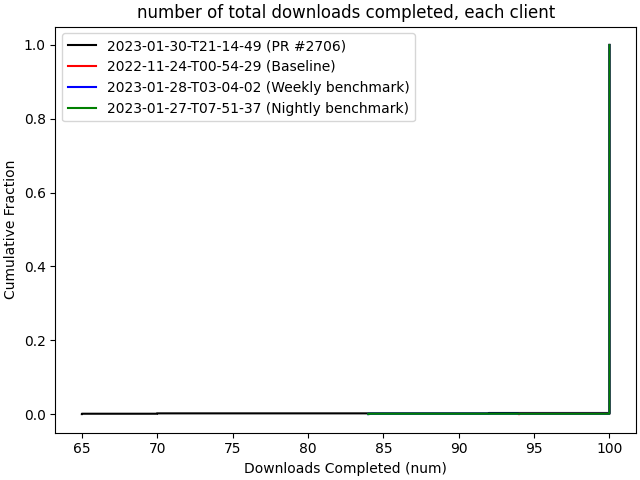 number of total downloads completed, each client
2023-01-30-T21-14-49 (PR #2706)
2022-11-24-T00-54-29 (Baseline)
2023-01-28-T03-04-02 (Weekly benchmark)
2023-01-27-T07-51-37 (Nightly benchmark)
Cumulative Fraction
1.0
0.8
0.6
0.4
0.2
0.0
65 70 75 80 85 90 95 100
Downloads Completed (num)